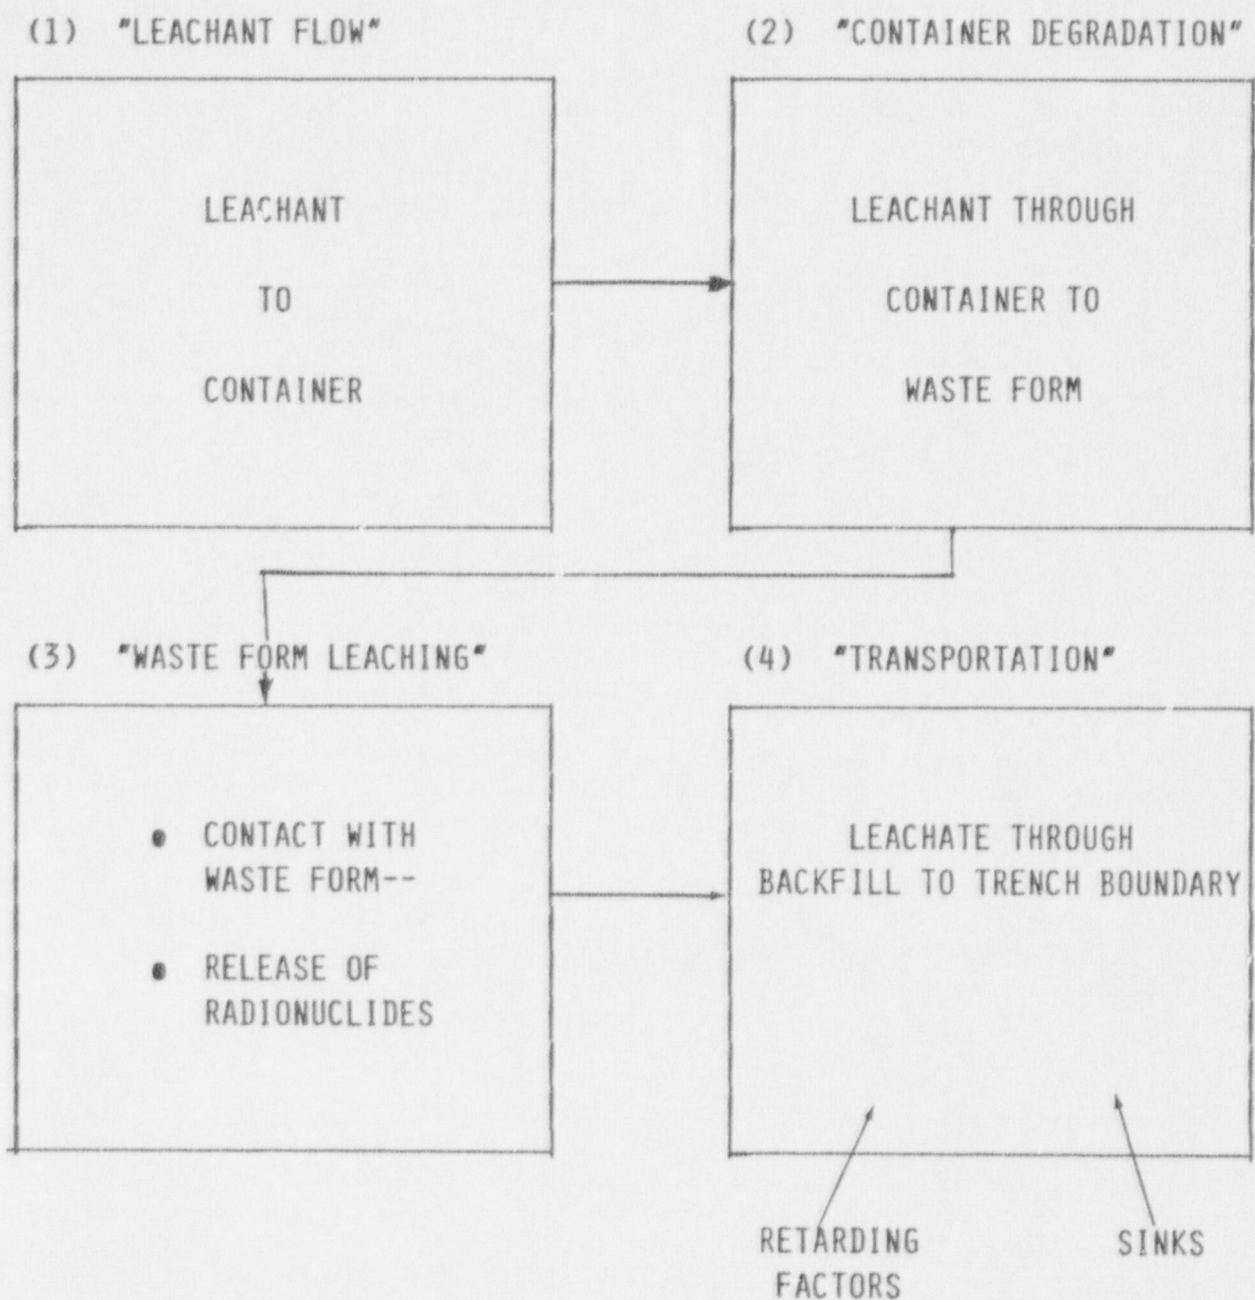 (1) "LEACHANT FLOW"
LEACHANT
TO
CONTAINER
(2) "CONTAINER DEGRADATION"
LEACHANT THROUGH
CONTAINER TO
WASTE FORM
(3) "WASTE FORM LEACHING"
• CONTACT WITH
WASTE FORM--
• RELEASE OF
RADIONUCLIDES
(4) "TRANSPORTATION"
LEACHATE THROUGH
BACKFILL TO TRENCH BOUNDARY
RETARDING
FACTORS
SINKS